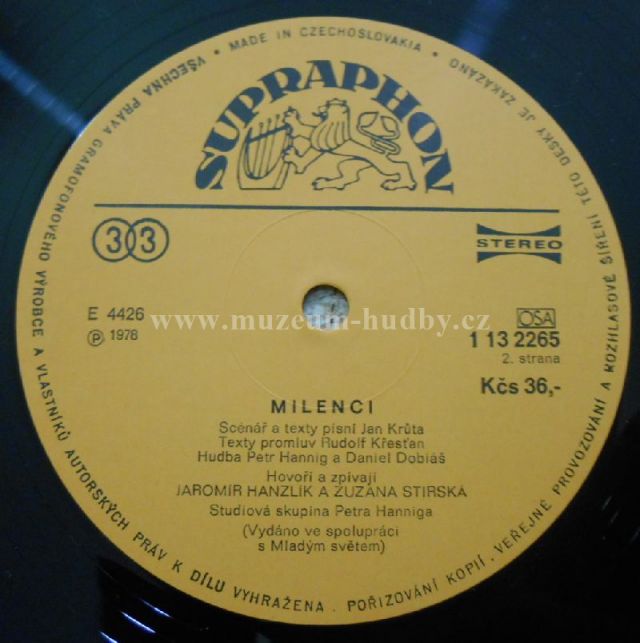 VŠECHNA PRÁVA GRAMOFONOVÉHO VÝROBCE A VLASTNÍKŮ AUTORSKÝCH PRÁV K DÍLU VYHRAŽENA. POŘIZOVÁNÍ KOPIÍ, VEŘEJNÉ PROVOZOVÁNÍ A ROZHLASOVÉ ŠÍŘENÍ TÉTO DESKY JE ZAKÁZÁNO • MADE IN CZECHOSLOVAKIA •
SUPRAPHON
33
STEREO
E 4426
Ⓟ 1978
www.muzeum-hudby.cz
OSA
1 13 2265
2. strana
Kčs 36,-
MILENCI
Scénář a texty písní Jan Krůta
Texty promluv Rudolf Křesťan
Hudba Petr Hannig a Daniel Dobiáš
Hovoří a zpívají
JAROMÍR HANZLÍK A ZUZANA STIRSKÁ
Studiová skupina Petra Hanniga
(Vydáno ve spolupráci
s Mladým světem)